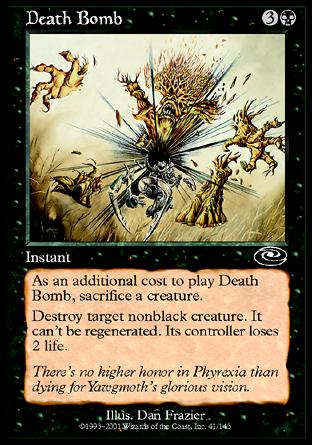 Death Bomb 3
Instant
As an additional cost to play Death
Bomb, sacrifice a creature.
Destroy target nonblack creature. It
can't be regenerated. Its controller loses
2 life.
There's no higher honor in Phyrexia than
dying for Yawgmoth's glorious vision.
Illus. Dan Frazier
©1993–2001 Wizards of the Coast, Inc. 41/143